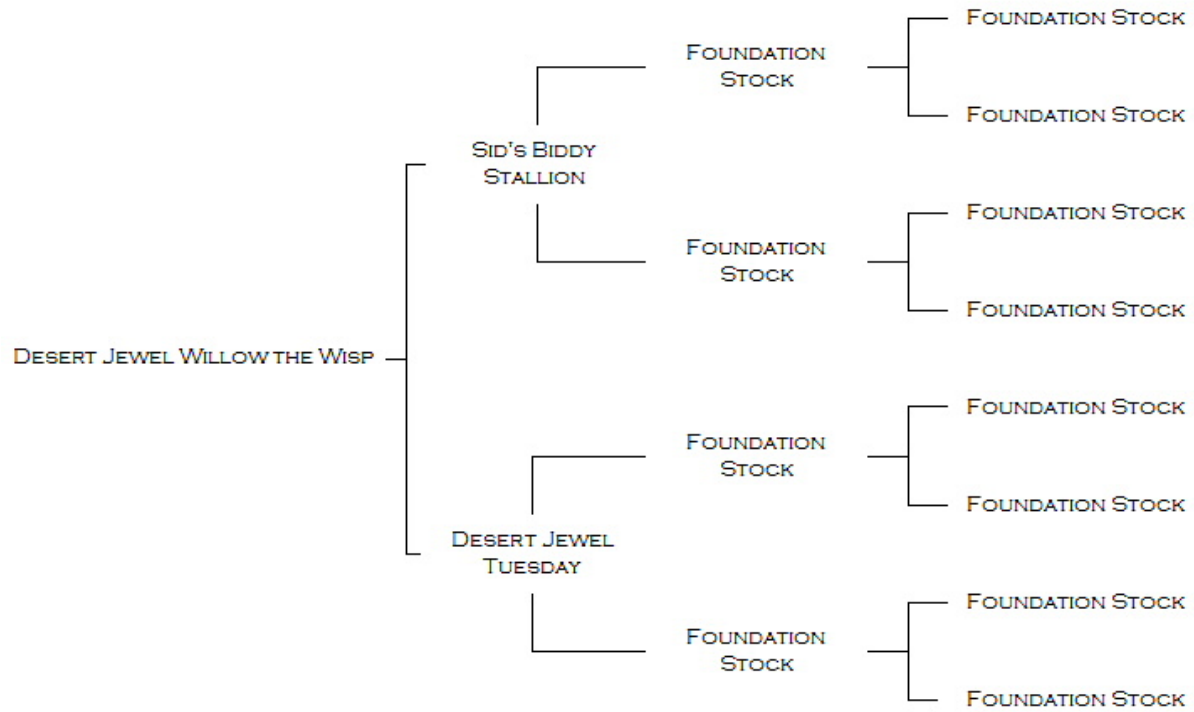 Foundation Stock
Foundation
Stock
Foundation Stock
Sid's Biddy
Stallion
Foundation Stock
Foundation
Stock
Foundation Stock
Desert Jewel Willow the Wisp
Foundation Stock
Foundation
Stock
Foundation Stock
Desert Jewel
Tuesday
Foundation Stock
Foundation
Stock
Foundation Stock